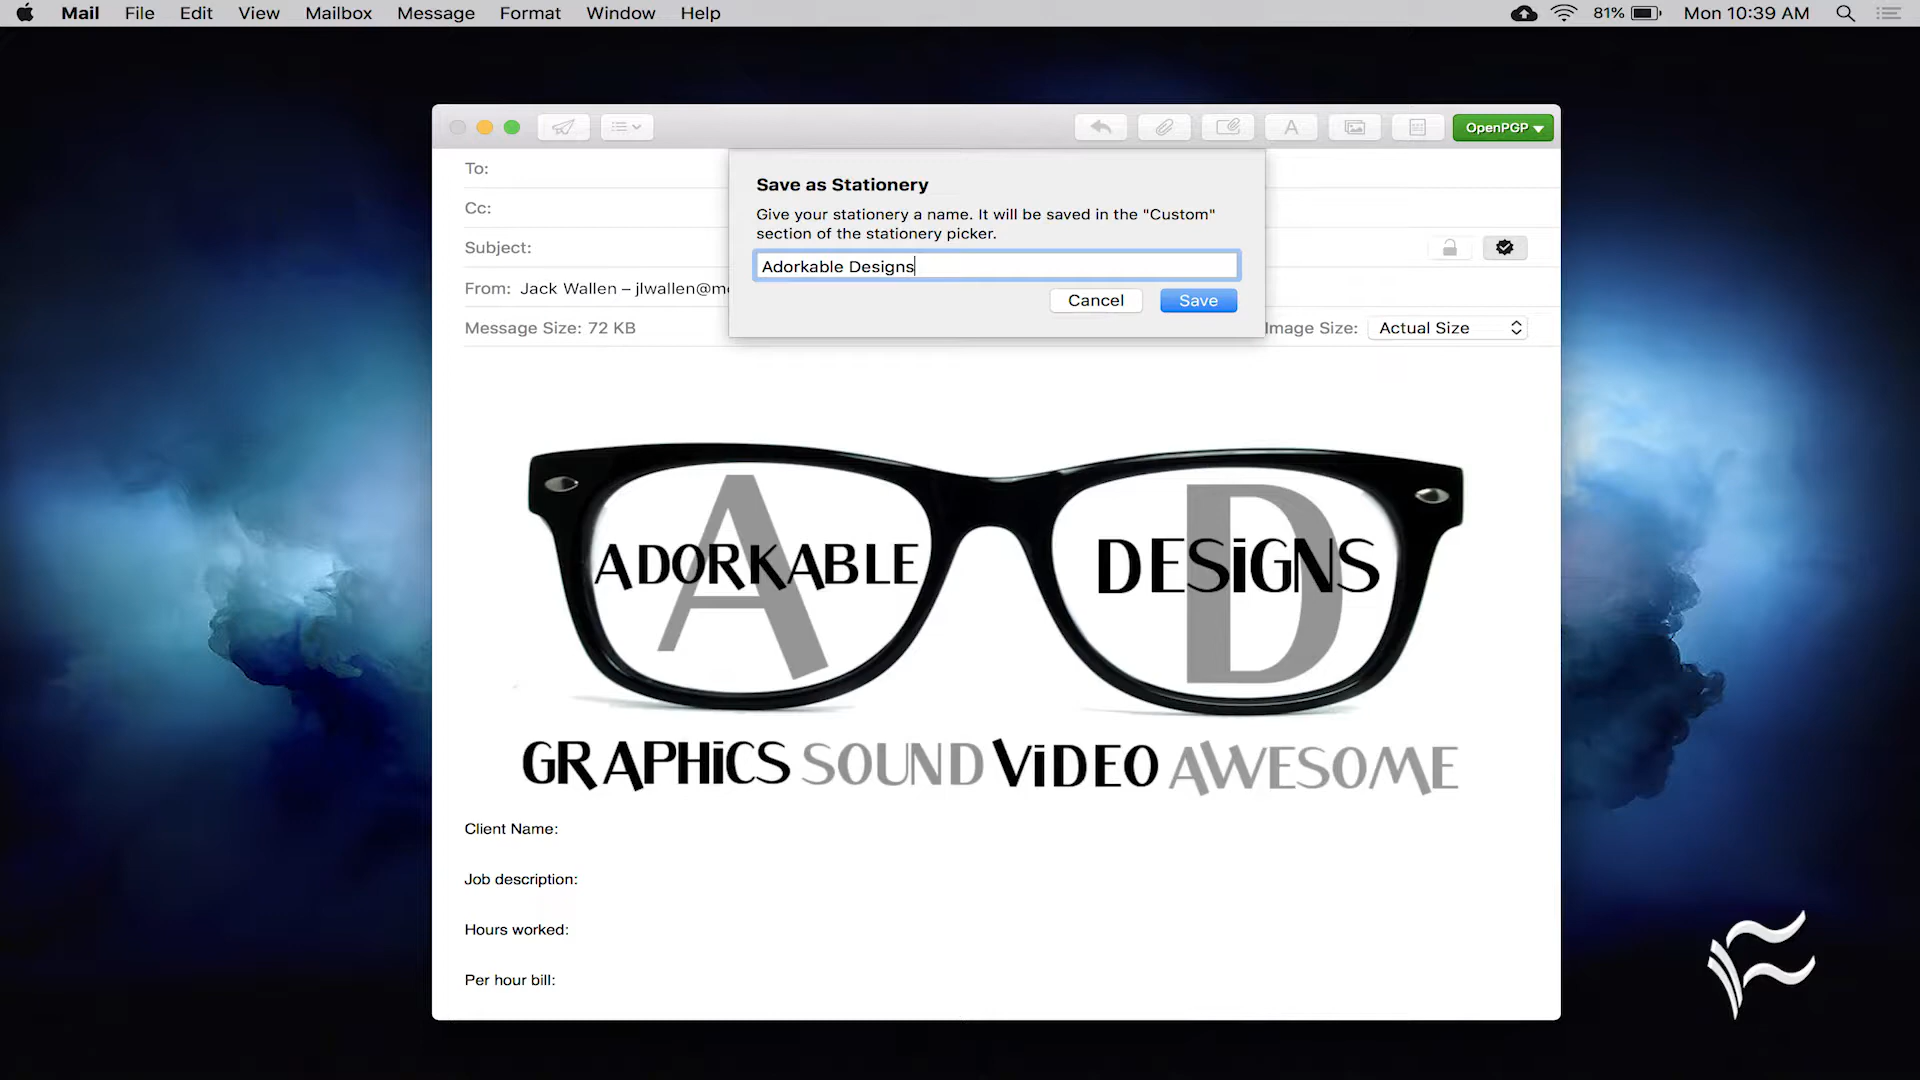 Mail File Edit View Mailbox Message Format Window Help 81% Mon 10:39 AM
OpenPGP
To:
Save as Stationery
Give your stationery a name. It will be saved in the "Custom"
section of the stationery picker.
Adorkable Designs
Cancel Save
Cc:
Subject:
From: Jack Wallen – jlwallen@m
Message Size: 72 KB
Image Size: Actual Size
A D
ADORKABLE DESiGNS
GRAPHiCS SOUND ViDEO AWESOME
Client Name:
Job description:
Hours worked:
Per hour bill: